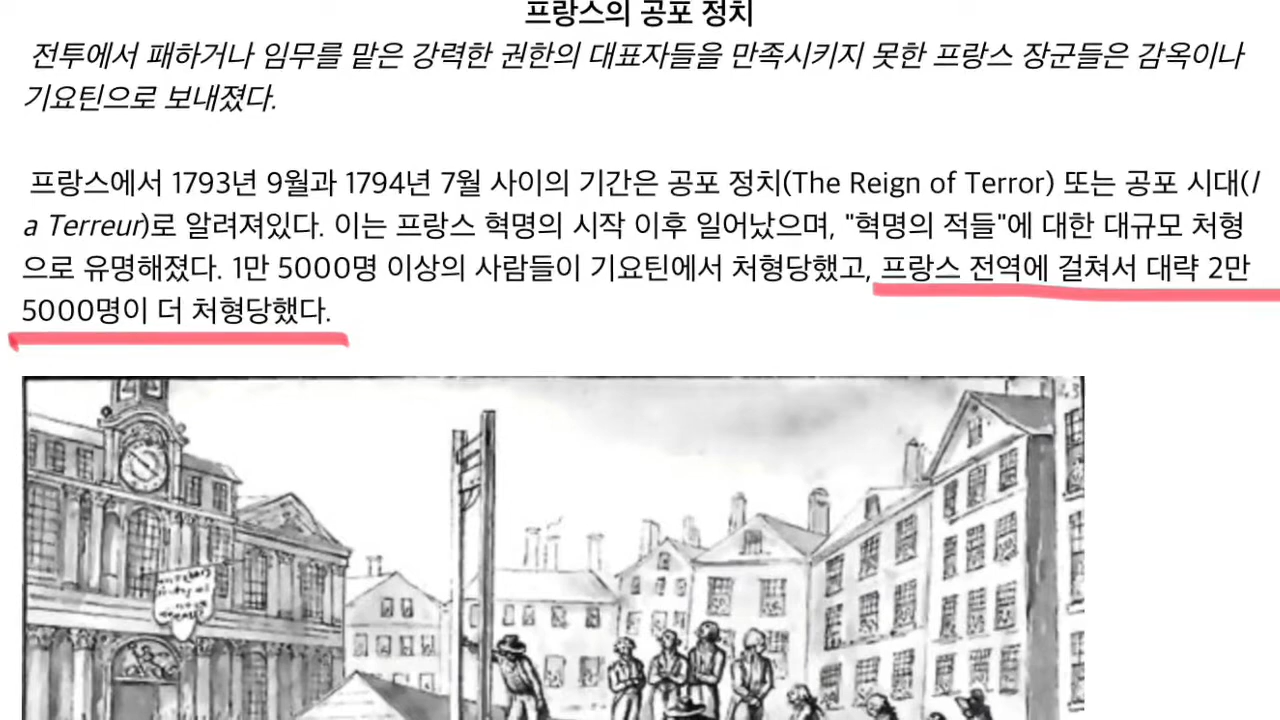 프랑스의 공포 정치
전투에서 패하거나 임무를 맡은 강력한 권한의 대표자들을 만족시키지 못한 프랑스 장군들은 감옥이나
기요틴으로 보내졌다.
프랑스에서 1793년 9월과 1794년 7월 사이의 기간은 공포 정치(The Reign of Terror) 또는 공포 시대(l
a Terreur)로 알려져있다. 이는 프랑스 혁명의 시작 이후 일어났으며, "혁명의 적들"에 대한 대규모 처형
으로 유명해졌다. 1만 5000명 이상의 사람들이 기요틴에서 처형당했고, 프랑스 전역에 걸쳐서 대략 2만
5000명이 더 처형당했다.